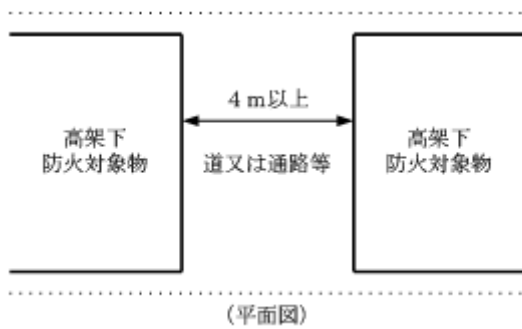 4m以上
高架下
防火対象物
道又は通路等
高架下
防火対象物
(平面図)